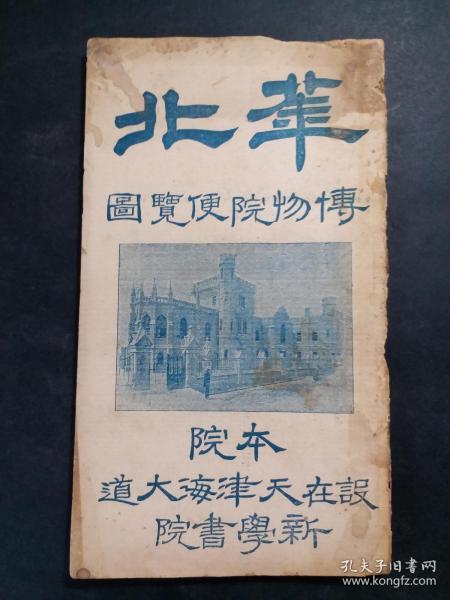 華北
博物院便覽圖
本院
設在天津海大道
新學書院
孔夫子旧书网
www.kongfz.com